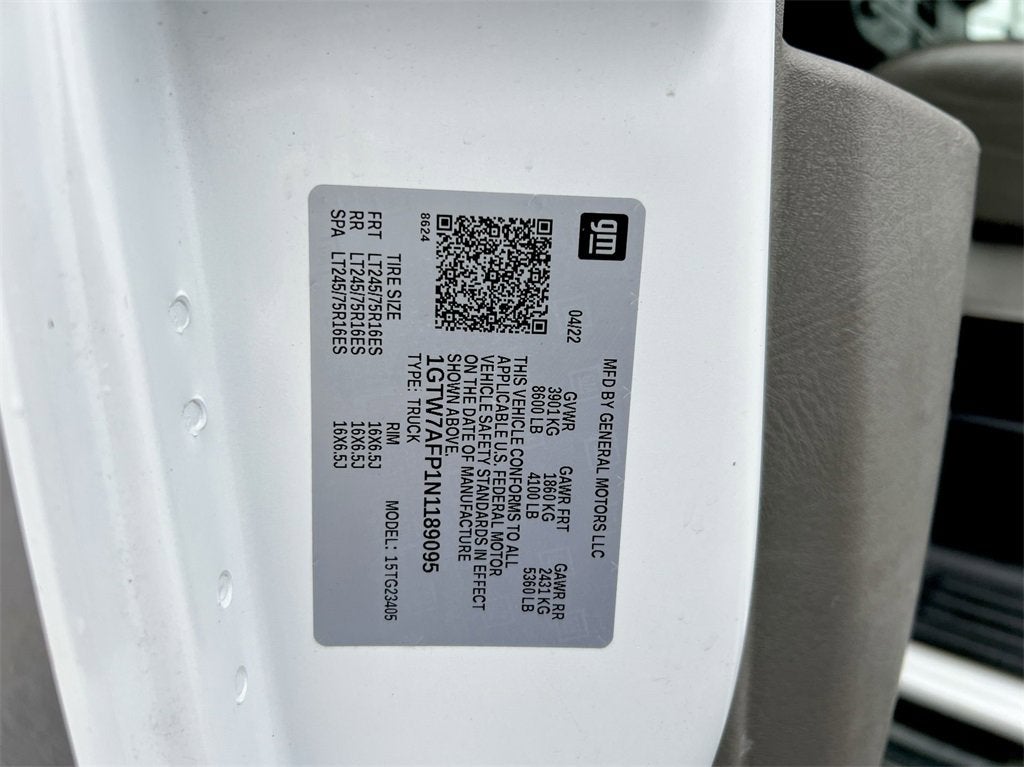 gm
MFD BY GENERAL MOTORS LLC
04/22
GVWR GAWR FRT GAWR RR
3901 KG 1860 KG 2431 KG
8600 LB 4100 LB 5360 LB
THIS VEHICLE CONFORMS TO ALL
APPLICABLE U.S. FEDERAL MOTOR
VEHICLE SAFETY STANDARDS IN EFFECT
ON THE DATE OF MANUFACTURE
SHOWN ABOVE.
1GTW7AFP1N1189095
TYPE: TRUCK
8624
MODEL: 15TG23405
TIRE SIZE RIM
FRT LT245/75R16ES 16X6.5J
RR LT245/75R16ES 16X6.5J
SPA LT245/75R16ES 16X6.5J